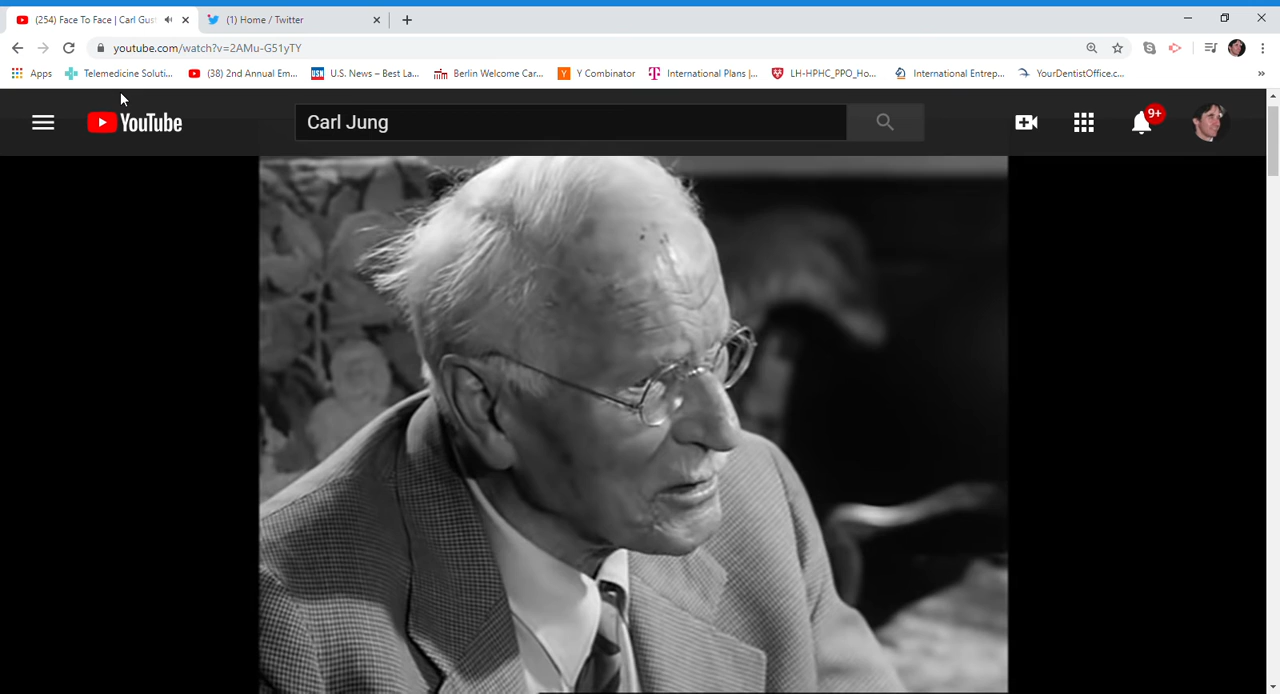 (254) Face To Face | Carl Gus
(1) Home / Twitter
youtube.com/watch?v=2AMu-G51yTY
Apps
Telemedicine Soluti...
(38) 2nd Annual Em...
USN
U.S. News – Best La...
Berlin Welcome Car...
Y
Y Combinator
T
International Plans |...
LH-HPHC_PPO_Ho...
International Entrep...
YourDentistOffice.c...
»
YouTube
Carl Jung
9+